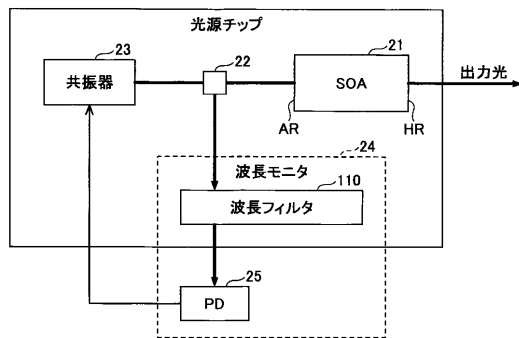 光源チップ
23
共振器
22
21
SOA
AR
HR
出力光
24
波長モニタ
110
波長フィルタ
25
PD